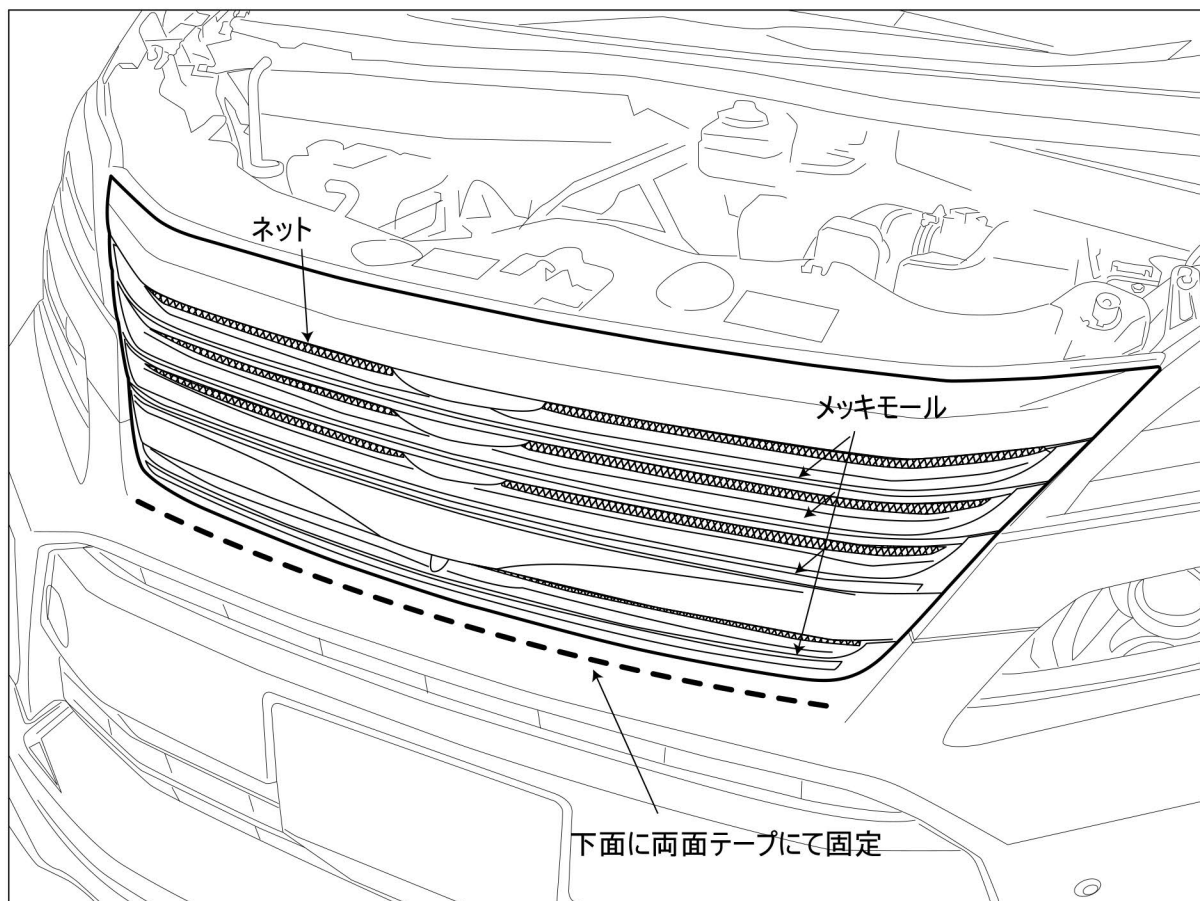 ネット
メッキモール
下面に両面テープにて固定